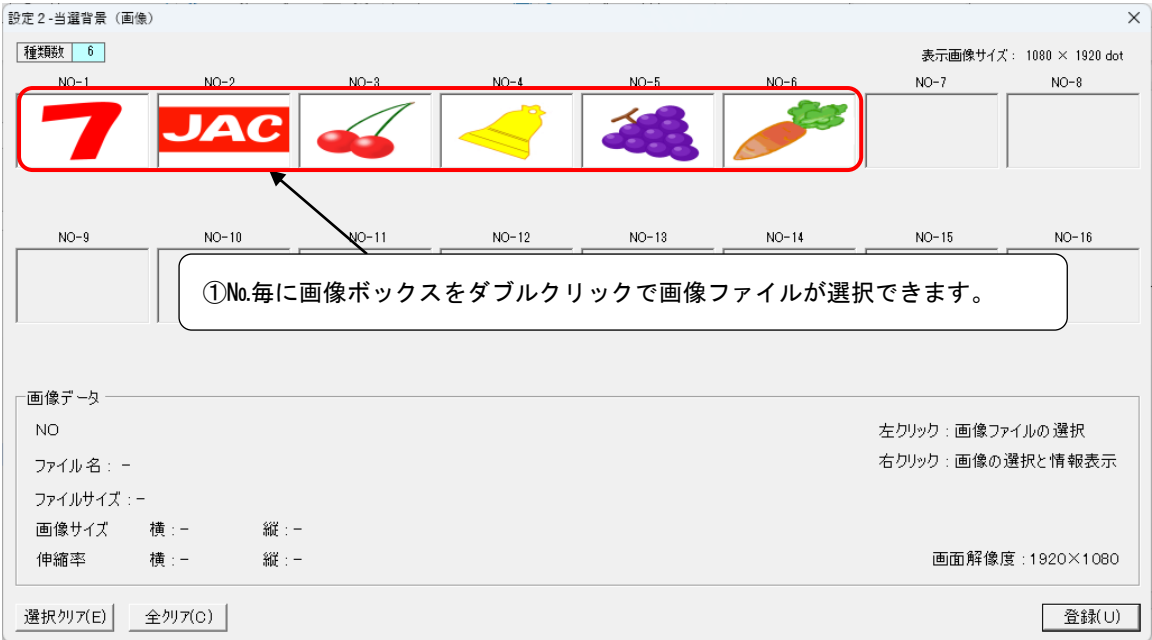 設定2-当選背景（画像）
種類数 6
表示画像サイズ： 1080 × 1920 dot
NO-1 NO-2 NO-3 NO-4 NO-5 NO-6 NO-7 NO-8
7 JAC
NO-9 NO-10 NO-11 NO-12 NO-13 NO-14 NO-15 NO-16
①№毎に画像ボックスをダブルクリックで画像ファイルが選択できます。
画像データ
NO
左クリック：画像ファイルの選択
ファイル名：-
右クリック：画像の選択と情報表示
ファイルサイズ：-
画像サイズ 横：- 縦：-
伸縮率 横：- 縦：-
画面解像度：1920×1080
選択クリア(E) 全クリア(C) 登録(U)